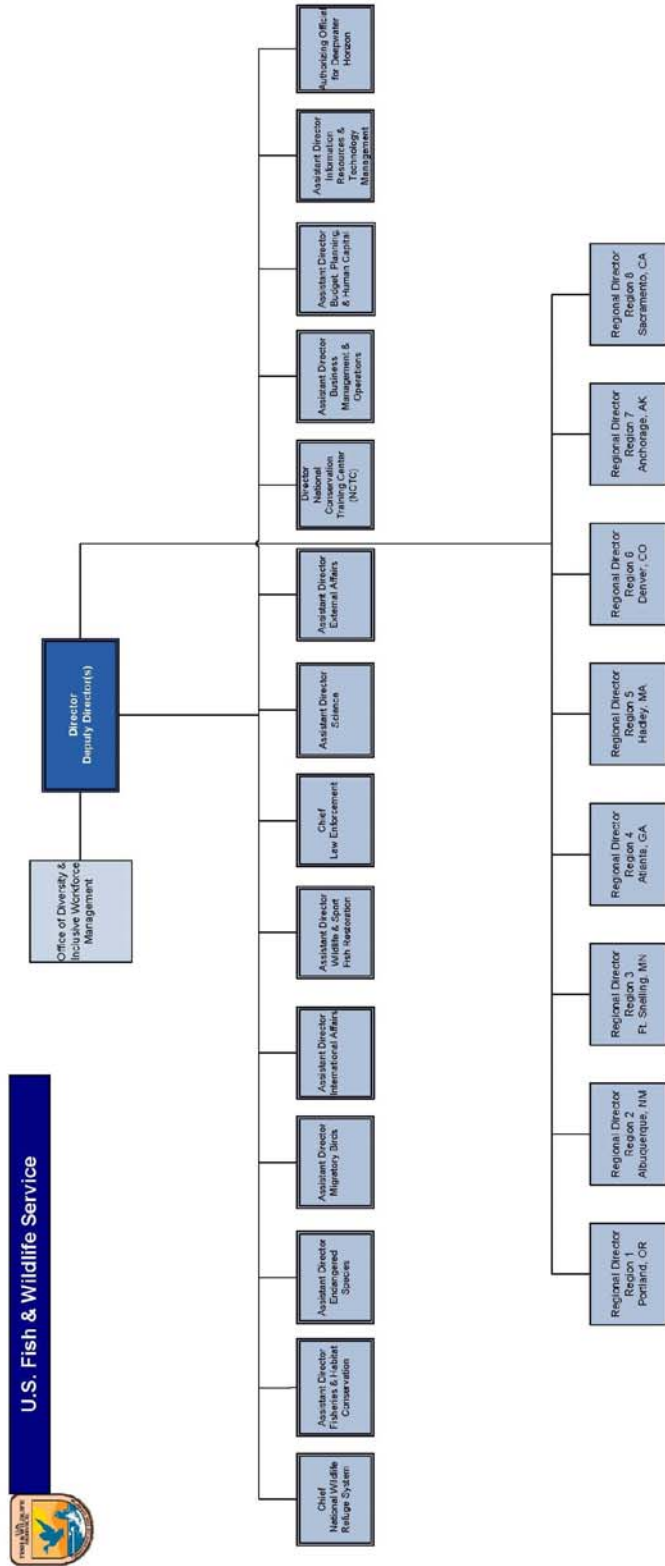 U.S. Fish & Wildlife Service
Office of Diversity &
Inclusive Workforce
Management
Director
Deputy Director(s)
Chief
National Wildlife
Refuge System
Assistant Director
Fisheries & Habitat
Conservation
Assistant Director
Endangered
Species
Assistant Director
Migratory Birds
Assistant Director
International Affairs
Assistant Director
Wildlife & Sport
Fish Restoration
Chief
Law Enforcement
Assistant Director
Science
Assistant Director
External Affairs
Director
National
Conservation
Training Center
(NCTC)
Assistant Director
Business
Management &
Operations
Assistant Director
Budget, Planning,
& Human Capital
Assistant Director
Information
Resources &
Technology
Management
Authorizing Official
for Deepwater
Horizon
Regional Director
Region 1
Portland, OR
Regional Director
Region 2
Albuquerque, NM
Regional Director
Region 3
Ft. Snelling, MN
Regional Director
Region 4
Atlanta, GA
Regional Director
Region 5
Hadley, MA
Regional Director
Region 6
Denver, CO
Regional Director
Region 7
Anchorage, AK
Regional Director
Region 8
Sacramento, CA